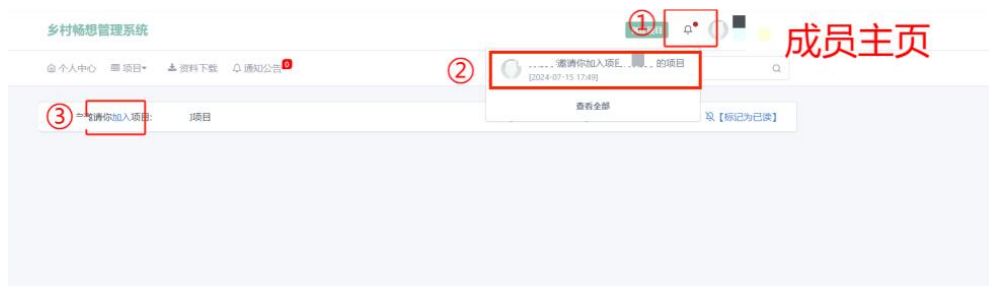 乡村畅想管理系统
①
成员主页
个人中心 项目 资料下载 通知公告 0
②
邀请你加入项目 的项目
[2024-07-15 17:49]
查看全部
③
邀请你加入项目: 项目
【标记为已读】